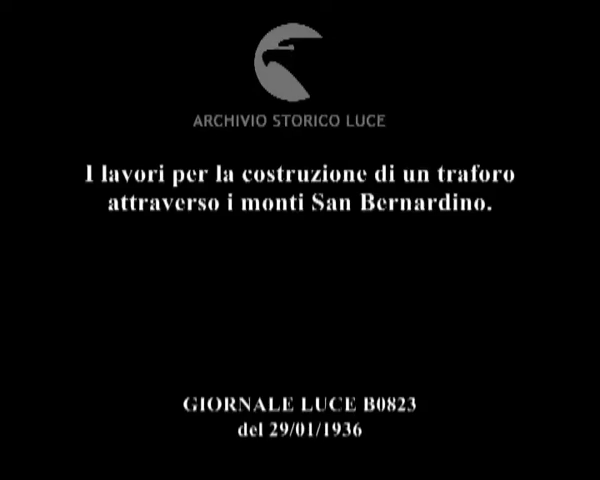 ARCHIVIO STORICO LUCE
I lavori per la costruzione di un traforo
attraverso i monti San Bernardino.
GIORNALE LUCE B0823
del 29/01/1936